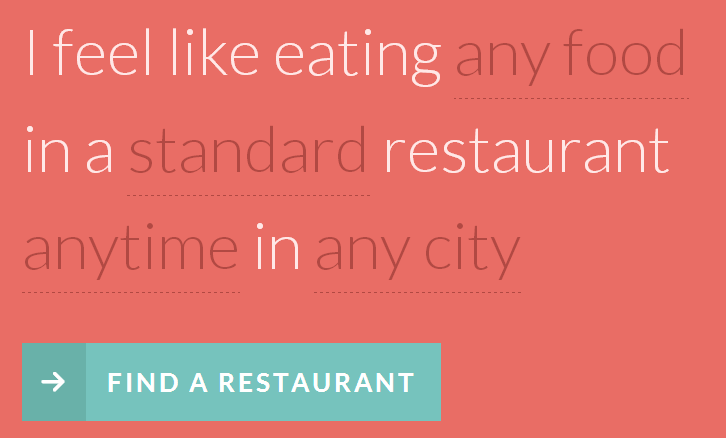 I feel like eating any food
in a standard restaurant
anytime in any city
FIND A RESTAURANT